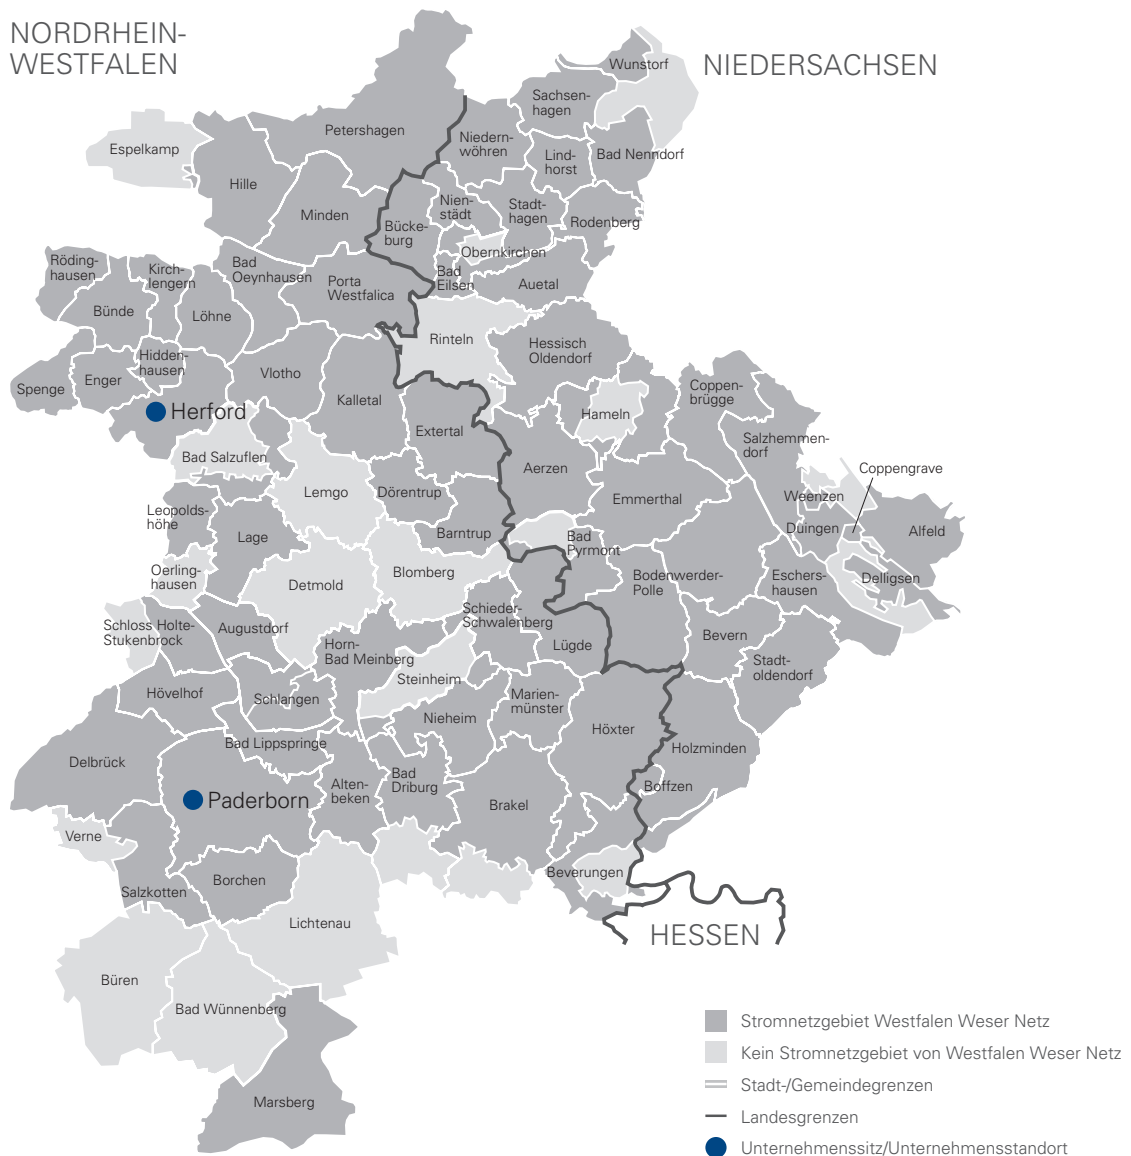 NORDRHEIN-
WESTFALEN
NIEDERSACHSEN
Wunstorf
Sachsen-
hagen
Petershagen
Niedern-
wöhren
Espelkamp
Lind-
horst
Bad Nenndorf
Hille
Minden
Nien-
städt
Stadt-
hagen
Rodenberg
Bücke-
burg
Obernkirchen
Röding-
hausen
Kirch-
lengern
Bad
Oeynhausen
Porta
Westfalica
Bad
Eilsen
Auetal
Bünde
Löhne
Rinteln
Hessisch
Oldendorf
Hidden-
hausen
Spenge
Enger
Vlotho
Kalletal
Coppen-
brügge
Herford
Hameln
Extertal
Salzhemmen-
dorf
Bad Salzuflen
Aerzen
Coppengrave
Lemgo
Dörentrup
Emmerthal
Weenzen
Leopolds-
höhe
Lage
Barntrup
Bad
Pyrmont
Duingen
Alfeld
Oerling-
hausen
Detmold
Blomberg
Bodenwerder-
Polle
Eschers-
hausen
Delligsen
Schloss Holte-
Stukenbrock
Augustdorf
Schieder-
Schwalenberg
Bevern
Horn-
Bad Meinberg
Lügde
Stadt-
oldendorf
Steinheim
Hövelhof
Schlangen
Marien-
münster
Nieheim
Höxter
Bad Lippspringe
Holzminden
Delbrück
Alten-
beken
Bad
Driburg
Boffzen
Paderborn
Brakel
Verne
Beverungen
Borchen
Salzkotten
Lichtenau
HESSEN
Büren
Bad Wünnenberg
Marsberg
Stromnetzgebiet Westfalen Weser Netz
Kein Stromnetzgebiet von Westfalen Weser Netz
Stadt-/Gemeindegrenzen
Landesgrenzen
Unternehmenssitz/Unternehmensstandort